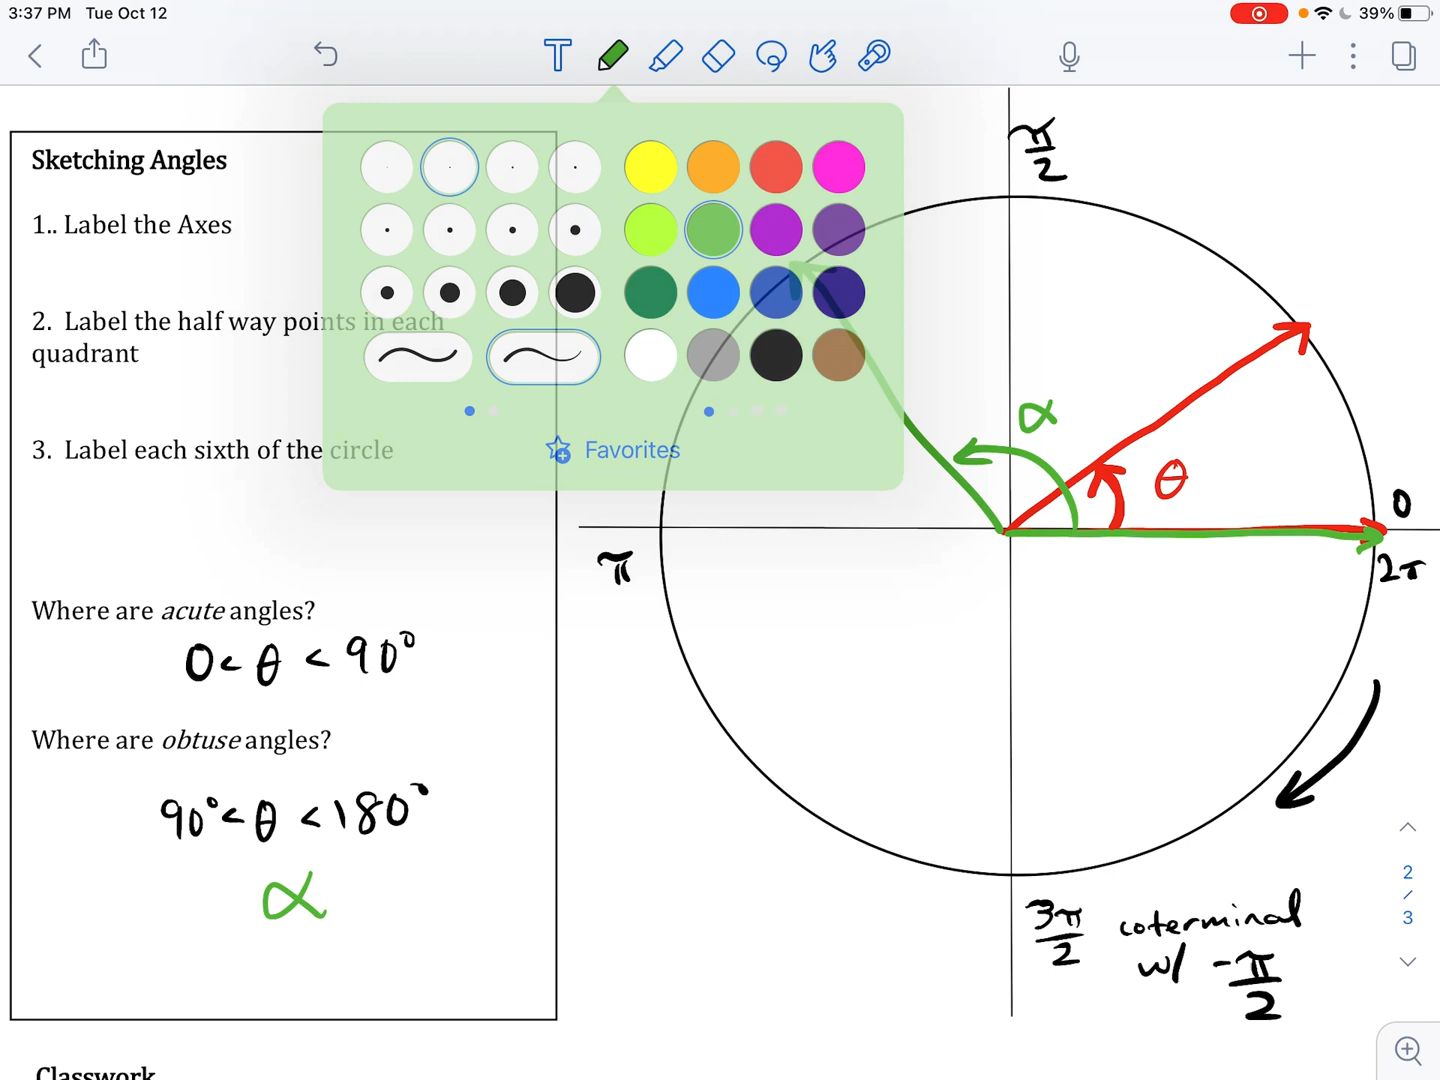 3:37 PM Tue Oct 12
39%
T
Sketching Angles
1.. Label the Axes
2. Label the half way points in each
quadrant
3. Label each sixth of the circle
Favorites
Where are acute angles?
0 < θ < 90°
Where are obtuse angles?
90° < θ < 180°
α
π/2
α
θ
0
π
2π
3π/2 coterminal
w/ -π/2
2
/
3
Classwork